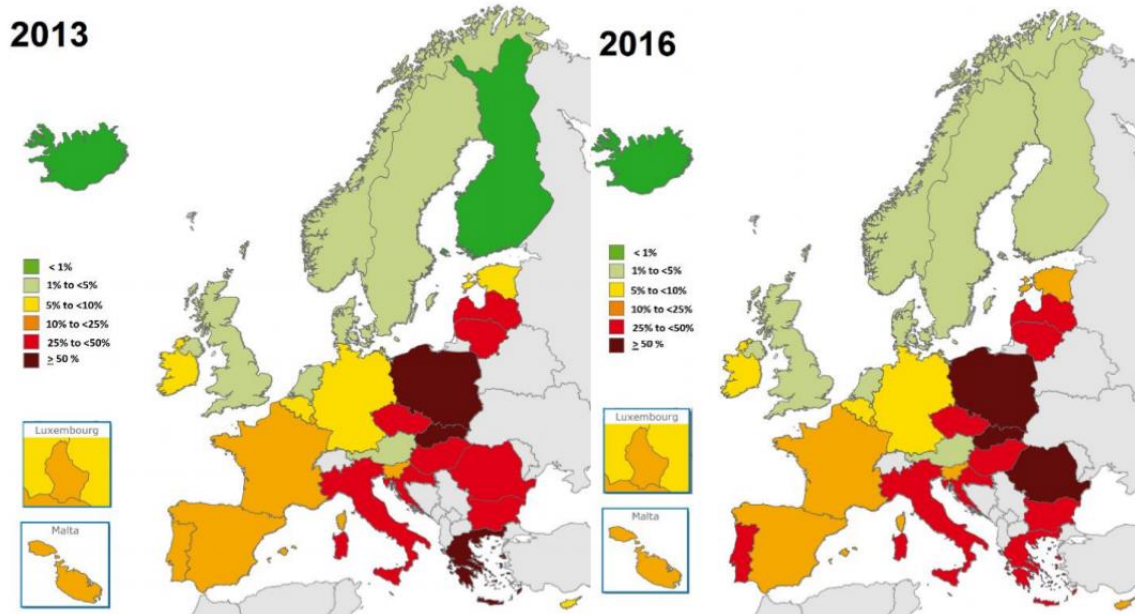 2013
< 1%
1% to <5%
5% to <10%
10% to <25%
25% to <50%
≥ 50 %
Luxembourg
Malta
2016
< 1%
1% to <5%
5% to <10%
10% to <25%
25% to <50%
≥ 50 %
Luxembourg
Malta